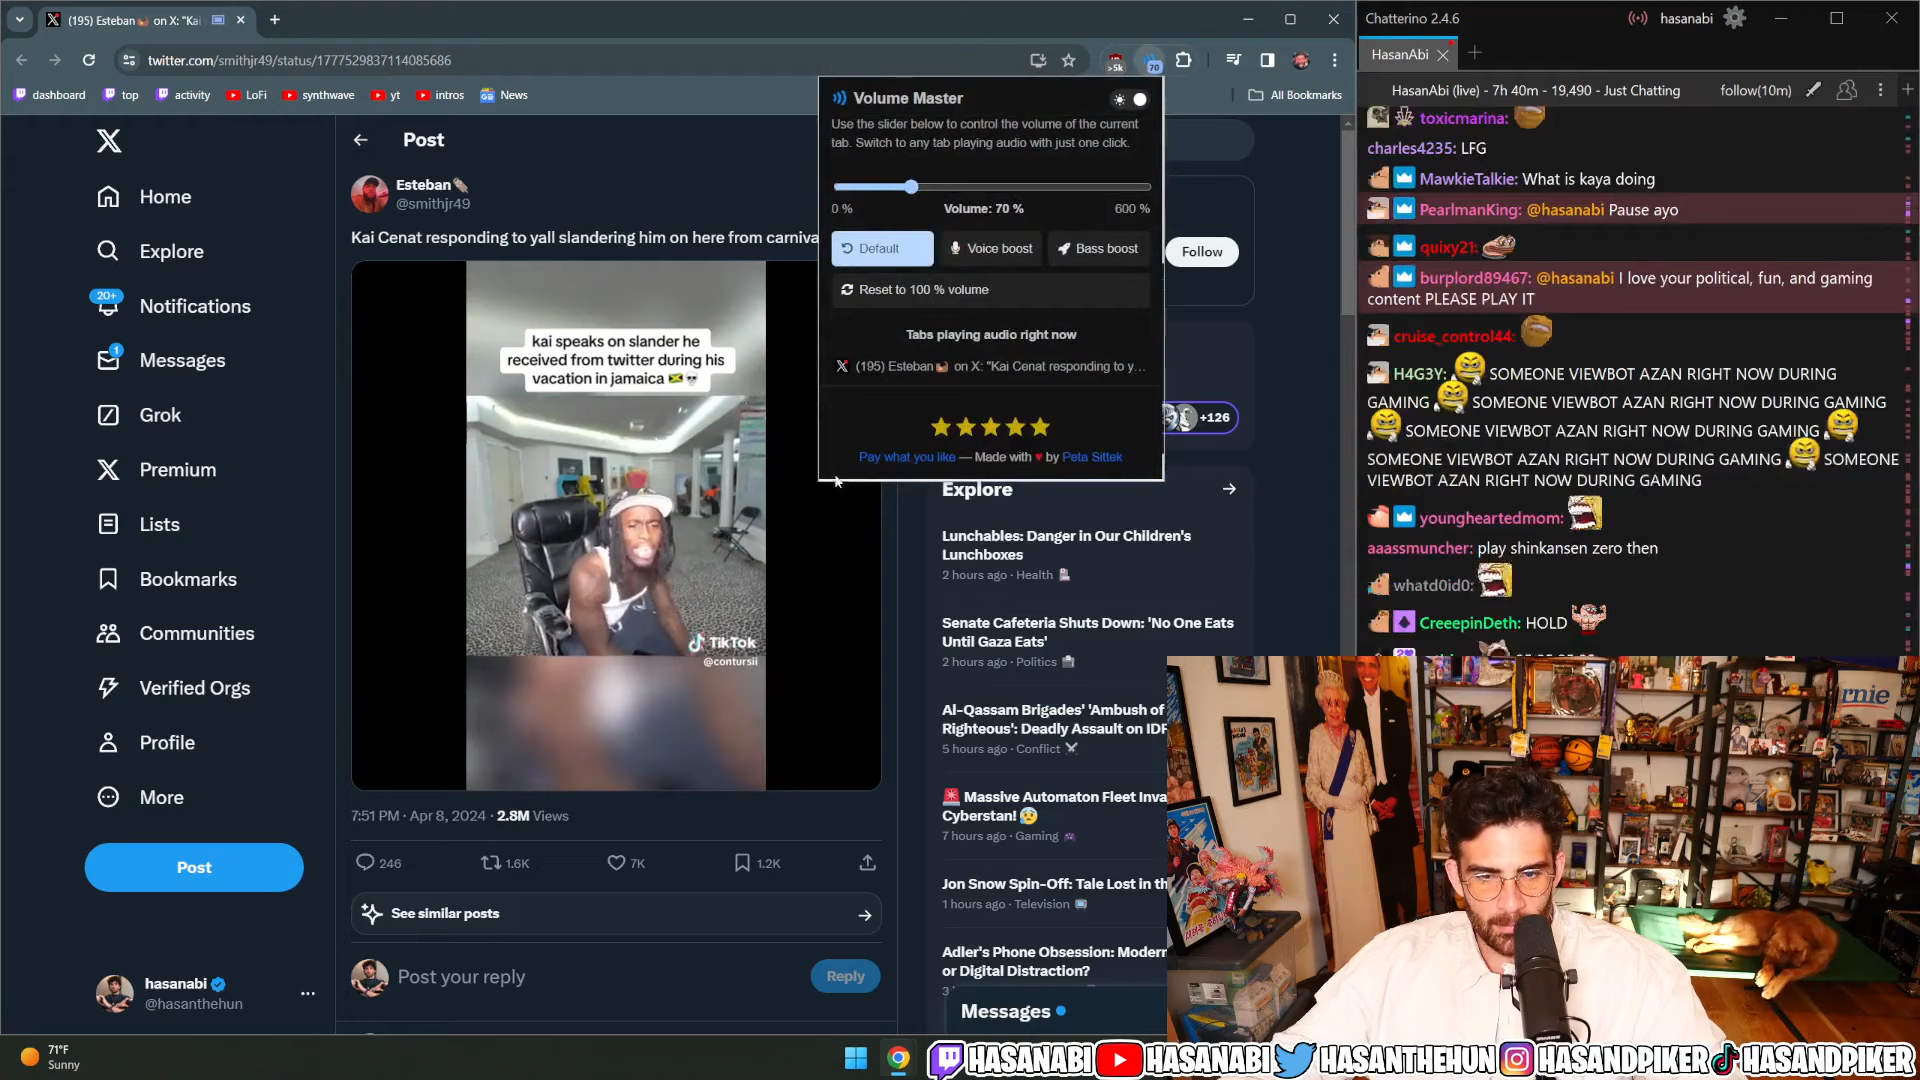 (195) Esteban on X: "Kai
twitter.com/smithjr49/status/1777529837114085686
>5k
70
dashboard
top
activity
LoFi
synthwave
yt
intros
News
All Bookmarks
Home
Explore
20+
Notifications
1
Messages
Grok
Premium
Lists
Bookmarks
Communities
Verified Orgs
Profile
More
Post
hasanabi
@hasanthehun
Post
Esteban
@smithjr49
Kai Cenat responding to yall slandering him on here from carniva
kai speaks on slander he
received from twitter during his
vacation in jamaica 🇯🇲💀
TikTok
@contursii
7:51 PM · Apr 8, 2024 · 2.8M Views
246
1.6K
7K
1.2K
See similar posts
Post your reply
Reply
Volume Master
Use the slider below to control the volume of the current
tab. Switch to any tab playing audio with just one click.
0 %
Volume: 70 %
600 %
Default
Voice boost
Bass boost
Reset to 100 % volume
Tabs playing audio right now
(195) Esteban on X: "Kai Cenat responding to y...
Pay what you like — Made with ♥ by Peta Sittek
Follow
+126
Explore
Lunchables: Danger in Our Children's
Lunchboxes
2 hours ago · Health
Senate Cafeteria Shuts Down: 'No One Eats
Until Gaza Eats'
2 hours ago · Politics
Al-Qassam Brigades' 'Ambush of
Righteous': Deadly Assault on IDF
5 hours ago · Conflict
🚨 Massive Automaton Fleet Inva
Cyberstan! 😰
7 hours ago · Gaming
Jon Snow Spin-Off: Tale Lost in th
1 hours ago · Television
Adler's Phone Obsession: Modern
or Digital Distraction?
Messages
Chatterino 2.4.6
hasanabi
HasanAbi
HasanAbi (live) - 7h 40m - 19,490 - Just Chatting
follow(10m)
toxicmarina:
charles4235: LFG
MawkieTalkie: What is kaya doing
PearlmanKing: @hasanabi Pause ayo
quixy21:
burplord89467: @hasanabi I love your political, fun, and gaming
content PLEASE PLAY IT
cruise_control44:
H4G3Y: SOMEONE VIEWBOT AZAN RIGHT NOW DURING
GAMING SOMEONE VIEWBOT AZAN RIGHT NOW DURING GAMING
SOMEONE VIEWBOT AZAN RIGHT NOW DURING GAMING
SOMEONE VIEWBOT AZAN RIGHT NOW DURING GAMING SOMEONE
VIEWBOT AZAN RIGHT NOW DURING GAMING
youngheartedmom:
aaassmuncher: play shinkansen zero then
whatd0id0:
CreeepinDeth: HOLD
rnie
71°F
Sunny
HASANABI
HASANABI
HASANTHEHUN
HASANDPIKER
HASANDPIKER